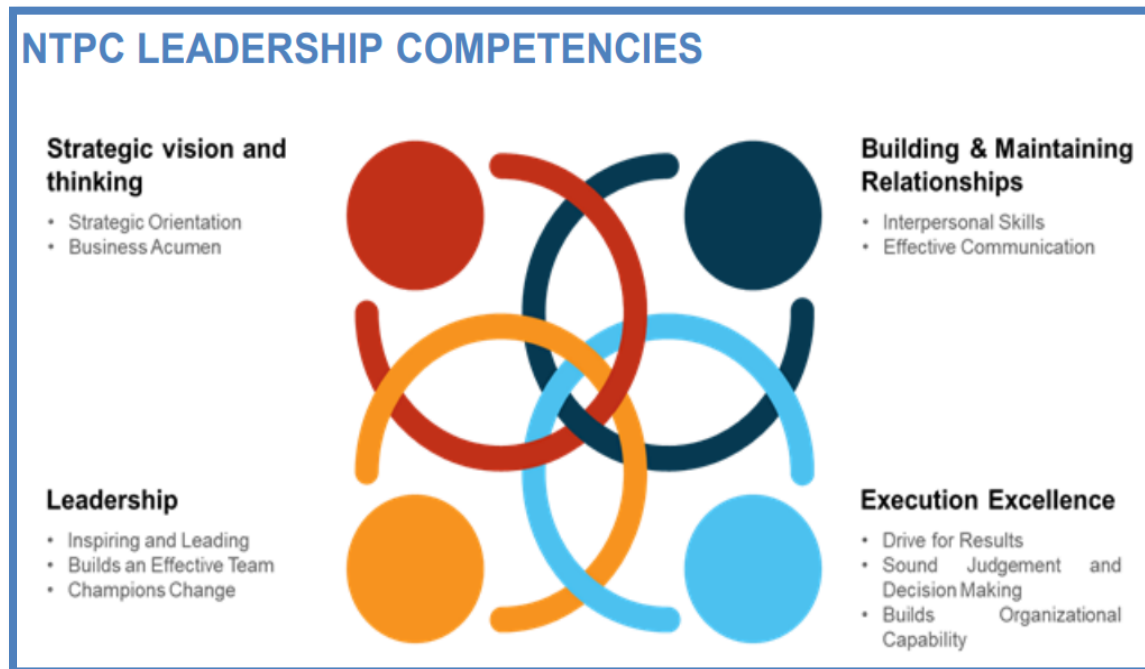 NTPC LEADERSHIP COMPETENCIES
Strategic vision and
thinking
• Strategic Orientation
• Business Acumen
Building & Maintaining
Relationships
• Interpersonal Skills
• Effective Communication
Leadership
• Inspiring and Leading
• Builds an Effective Team
• Champions Change
Execution Excellence
• Drive for Results
• Sound Judgement and
Decision Making
• Builds Organizational
Capability